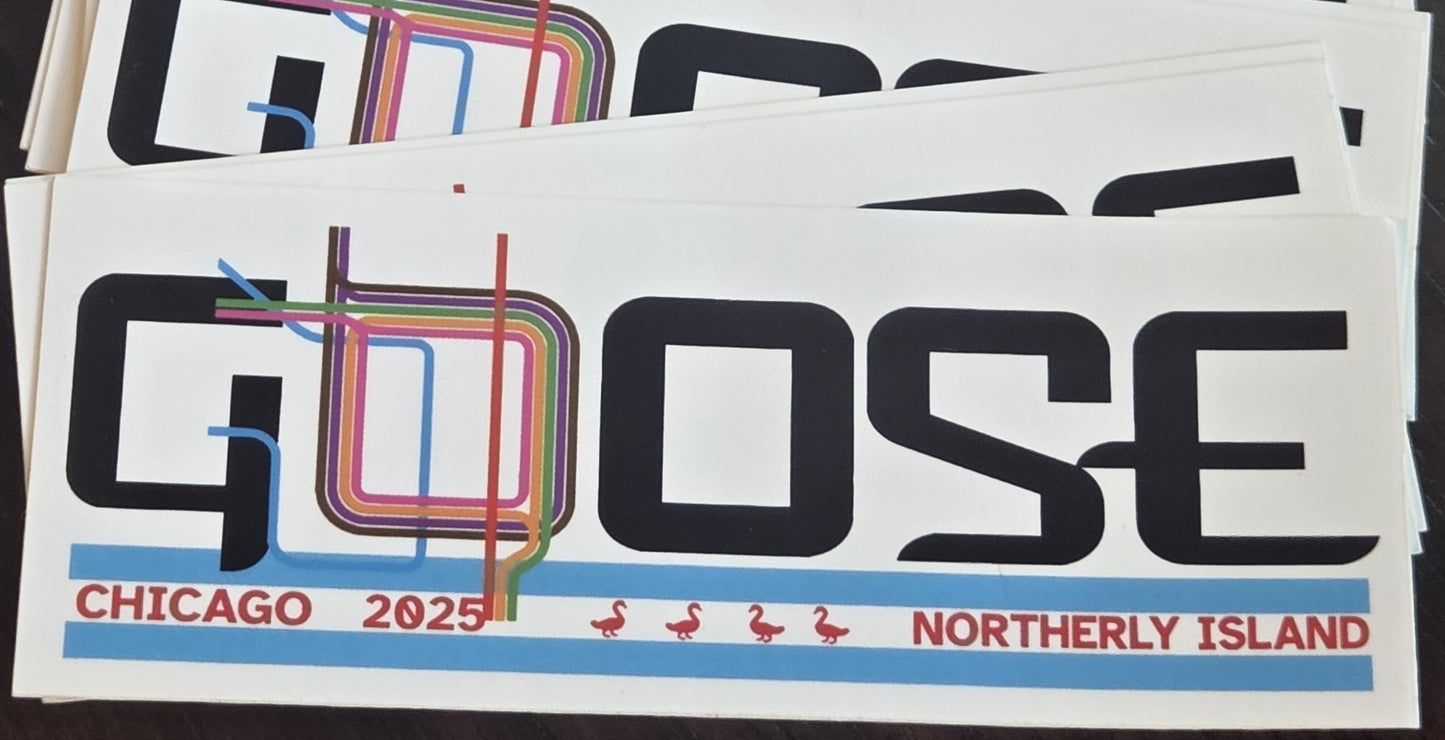 GOOSE
CHICAGO 2025 NORTHERLY ISLAND